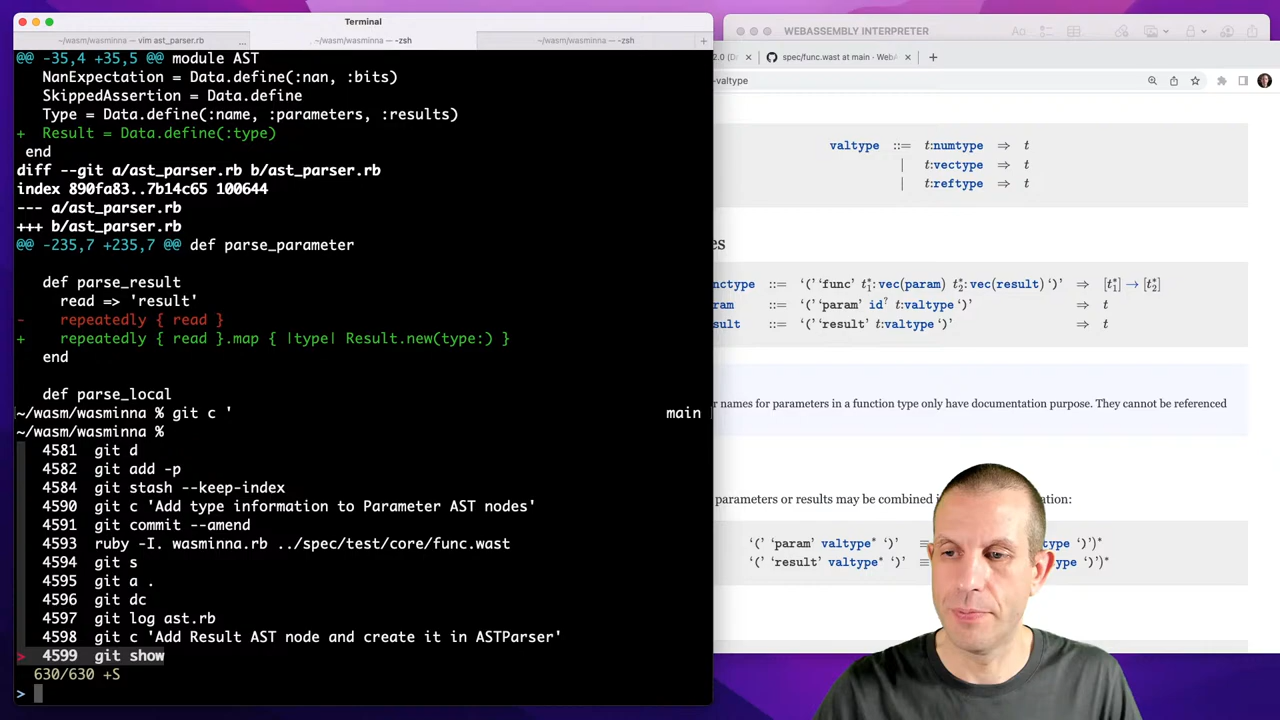 Terminal
~/wasm/wasminna — vim ast_parser.rb ...
~/wasm/wasminna — -zsh
~/wasm/wasminna — -zsh
+
@@ -35,4 +35,5 @@ module AST
NanExpectation = Data.define(:nan, :bits)
SkippedAssertion = Data.define
Type = Data.define(:name, :parameters, :results)
+ Result = Data.define(:type)
end
diff --git a/ast_parser.rb b/ast_parser.rb
index 890fa83..7b14c65 100644
--- a/ast_parser.rb
+++ b/ast_parser.rb
@@ -235,7 +235,7 @@ def parse_parameter
def parse_result
read => 'result'
- repeatedly { read }
+ repeatedly { read }.map { |type| Result.new(type:) }
end
def parse_local
~/wasm/wasminna % git c ' main
~/wasm/wasminna %
4581 git d
4582 git add -p
4584 git stash --keep-index
4590 git c 'Add type information to Parameter AST nodes'
4591 git commit --amend
4593 ruby -I. wasminna.rb ../spec/test/core/func.wast
4594 git s
4595 git a .
4596 git dc
4597 git log ast.rb
4598 git c 'Add Result AST node and create it in ASTParser'
> 4599 git show
630/630 +S
>
WEBASSEMBLY INTERPRETER
2.0 (Dr
spec/func.wast at main · WebA
-valtype
valtype ::= t:numtype ⇒ t
| t:vectype ⇒ t
| t:reftype ⇒ t
es
nctype ::= ‘(’ ‘func’ t₁*:vec(param) t₂*:vec(result) ‘)’ ⇒ [t₁*] → [t₂*]
ram ::= ‘(’ ‘param’ id? t:valtype ‘)’ ⇒ t
sult ::= ‘(’ ‘result’ t:valtype ‘)’ ⇒ t
r names for parameters in a function type only have documentation purpose. They cannot be referenced
parameters or results may be combined i
ation:
‘(’ ‘param’ valtype* ‘)’ ≡
type ‘)’)*
‘(’ ‘result’ valtype* ‘)’ ≡
ype ‘)’)*